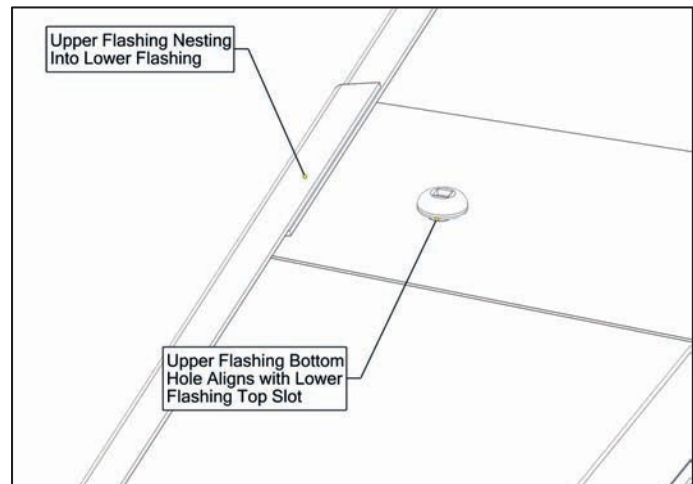 Upper Flashing Nesting
Into Lower Flashing
Upper Flashing Bottom
Hole Aligns with Lower
Flashing Top Slot